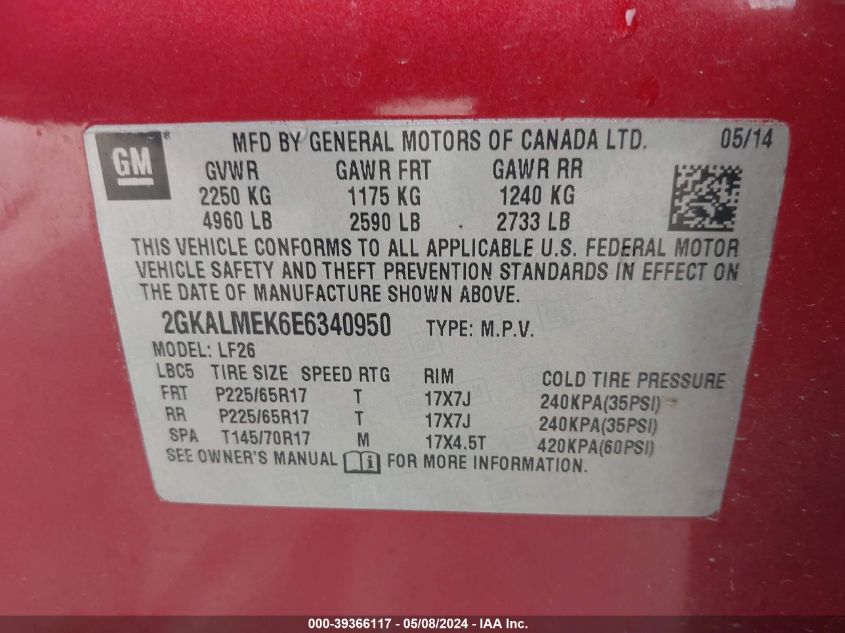 GM ® MFD BY GENERAL MOTORS OF CANADA LTD. 05/14
GVWR GAWR FRT GAWR RR
2250 KG 1175 KG 1240 KG
4960 LB 2590 LB 2733 LB
THIS VEHICLE CONFORMS TO ALL APPLICABLE U.S. FEDERAL MOTOR
VEHICLE SAFETY AND THEFT PREVENTION STANDARDS IN EFFECT ON
THE DATE OF MANUFACTURE SHOWN ABOVE.
2GKALMEK6E6340950 TYPE: M.P.V.
MODEL: LF26
LBC5 TIRE SIZE SPEED RTG RIM COLD TIRE PRESSURE
FRT P225/65R17 T 17X7J 240KPA(35PSI)
RR P225/65R17 T 17X7J 240KPA(35PSI)
SPA T145/70R17 M 17X4.5T 420KPA(60PSI)
SEE OWNER'S MANUAL i FOR MORE INFORMATION.
000-39366117 - 05/08/2024 - IAA Inc.